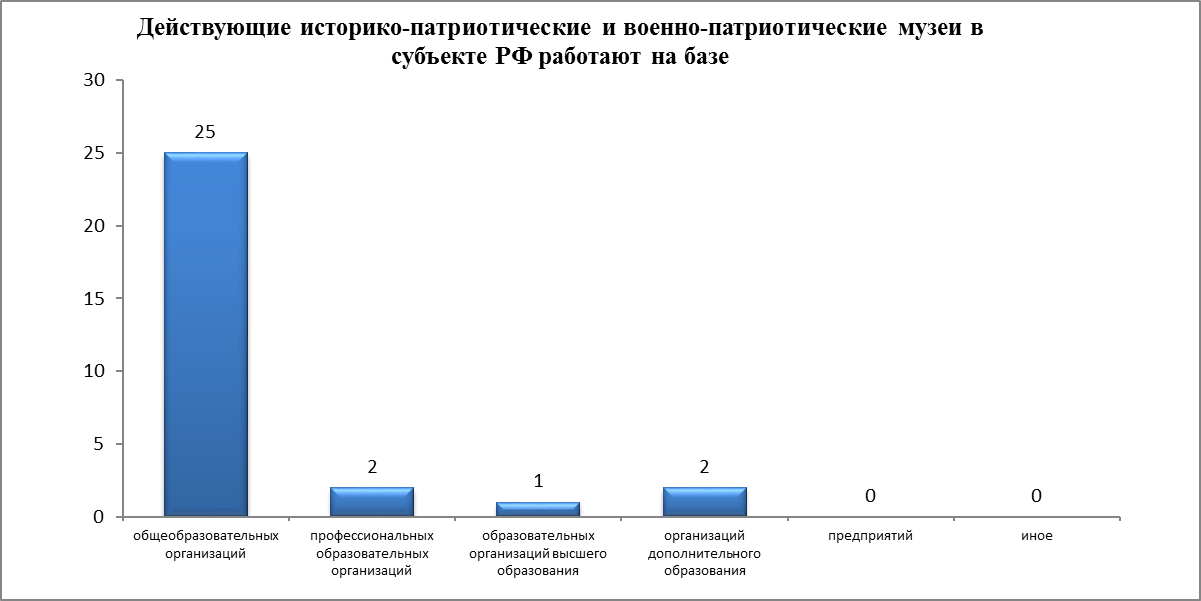 Действующие историко-патриотические и военно-патриотические музеи в
субъекте РФ работают на базе
30
25
20
15
10
5
0
25
2
1
2
0
0
общеобразовательных
организаций
профессиональных
образовательных
организаций
образовательных
организаций высшего
образования
организаций
дополнительного
образования
предприятий
иное